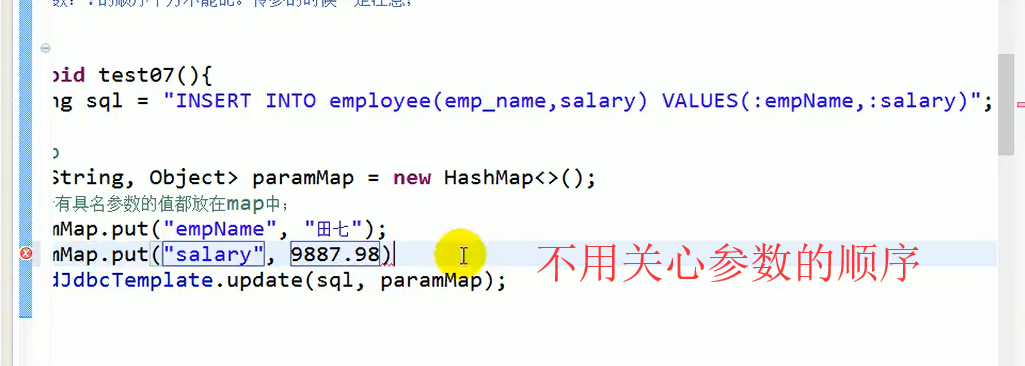 的顺序千万不能乱。传参的时候一定注意;
oid test07(){
ng sql = "INSERT INTO employee(emp_name,salary) VALUES(:empName,:salary)";
String, Object> paramMap = new HashMap<>();
有具名参数的值都放在map中;
mMap.put("empName", "田七");
mMap.put("salary", 9887.98)
不用关心参数的顺序
dJdbcTemplate.update(sql, paramMap);